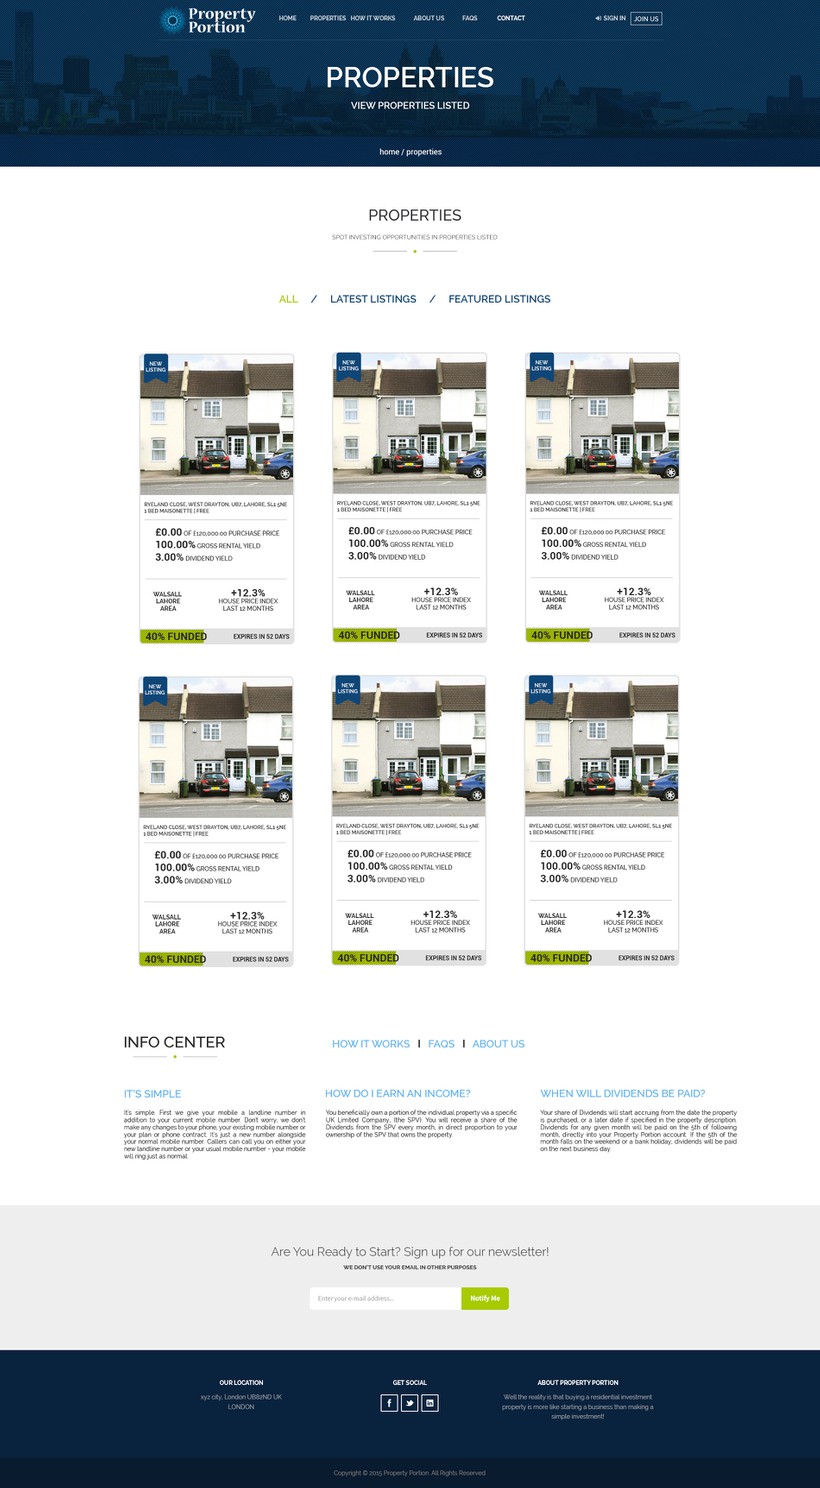 Property
Portion
HOME PROPERTIES HOW IT WORKS ABOUT US FAQS CONTACT
SIGN IN JOIN US
PROPERTIES
VIEW PROPERTIES LISTED
home / properties
PROPERTIES
SPOT INVESTING OPPORTUNITIES IN PROPERTIES LISTED
ALL / LATEST LISTINGS / FEATURED LISTINGS
NEW
LISTING
RYELAND CLOSE, WEST DRAYTON, UB7, LAHORE, SL1 5NE
1 BED MAISONETTE | FREE
£0.00 OF £120,000.00 PURCHASE PRICE
100.00% GROSS RENTAL YIELD
3.00% DIVIDEND YIELD
WALSALL
LAHORE
AREA
+12.3%
HOUSE PRICE INDEX
LAST 12 MONTHS
40% FUNDED EXPIRES IN 52 DAYS
NEW
LISTING
RYELAND CLOSE, WEST DRAYTON, UB7, LAHORE, SL1 5NE
1 BED MAISONETTE | FREE
£0.00 OF £120,000.00 PURCHASE PRICE
100.00% GROSS RENTAL YIELD
3.00% DIVIDEND YIELD
WALSALL
LAHORE
AREA
+12.3%
HOUSE PRICE INDEX
LAST 12 MONTHS
40% FUNDED EXPIRES IN 52 DAYS
NEW
LISTING
RYELAND CLOSE, WEST DRAYTON, UB7, LAHORE, SL1 5NE
1 BED MAISONETTE | FREE
£0.00 OF £120,000.00 PURCHASE PRICE
100.00% GROSS RENTAL YIELD
3.00% DIVIDEND YIELD
WALSALL
LAHORE
AREA
+12.3%
HOUSE PRICE INDEX
LAST 12 MONTHS
40% FUNDED EXPIRES IN 52 DAYS
NEW
LISTING
RYELAND CLOSE, WEST DRAYTON, UB7, LAHORE, SL1 5NE
1 BED MAISONETTE | FREE
£0.00 OF £120,000.00 PURCHASE PRICE
100.00% GROSS RENTAL YIELD
3.00% DIVIDEND YIELD
WALSALL
LAHORE
AREA
+12.3%
HOUSE PRICE INDEX
LAST 12 MONTHS
40% FUNDED EXPIRES IN 52 DAYS
NEW
LISTING
RYELAND CLOSE, WEST DRAYTON, UB7, LAHORE, SL1 5NE
1 BED MAISONETTE | FREE
£0.00 OF £120,000.00 PURCHASE PRICE
100.00% GROSS RENTAL YIELD
3.00% DIVIDEND YIELD
WALSALL
LAHORE
AREA
+12.3%
HOUSE PRICE INDEX
LAST 12 MONTHS
40% FUNDED EXPIRES IN 52 DAYS
NEW
LISTING
RYELAND CLOSE, WEST DRAYTON, UB7, LAHORE, SL1 5NE
1 BED MAISONETTE | FREE
£0.00 OF £120,000.00 PURCHASE PRICE
100.00% GROSS RENTAL YIELD
3.00% DIVIDEND YIELD
WALSALL
LAHORE
AREA
+12.3%
HOUSE PRICE INDEX
LAST 12 MONTHS
40% FUNDED EXPIRES IN 52 DAYS
INFO CENTER
HOW IT WORKS | FAQS | ABOUT US
IT'S SIMPLE
It's simple. First we give your mobile a landline number in
addition to your current mobile number. Don't worry, we don't
make any changes to your phone, your existing mobile number or
your plan or phone contract. It's just a new number alongside
your normal mobile number. Callers can call you on either your
new landline number or your usual mobile number - your mobile
will ring just as normal.
HOW DO I EARN AN INCOME?
You beneficially own a portion of the individual property via a specific
UK Limited Company, (the SPV). You will receive a share of the
Dividends from the SPV every month, in direct proportion to your
ownership of the SPV that owns the property.
WHEN WILL DIVIDENDS BE PAID?
Your share of Dividends will start accruing from the date the property
is purchased, or a later date if specified in the property description.
Dividends for any given month will be paid on the 5th of following
month, directly into your Property Portion account. If the 5th of the
month falls on the weekend or a bank holiday, dividends will be paid
on the next business day.
Are You Ready to Start? Sign up for our newsletter!
WE DON'T USE YOUR EMAIL IN OTHER PURPOSES
Enter your e-mail address... Notify Me
OUR LOCATION
xyz city, London UB82ND UK
LONDON
GET SOCIAL
ABOUT PROPERTY PORTION
Well the reality is that buying a residential investment
property is more like starting a business than making a
simple investment!
Copyright © 2015 Property Portion. All Rights Reserved.